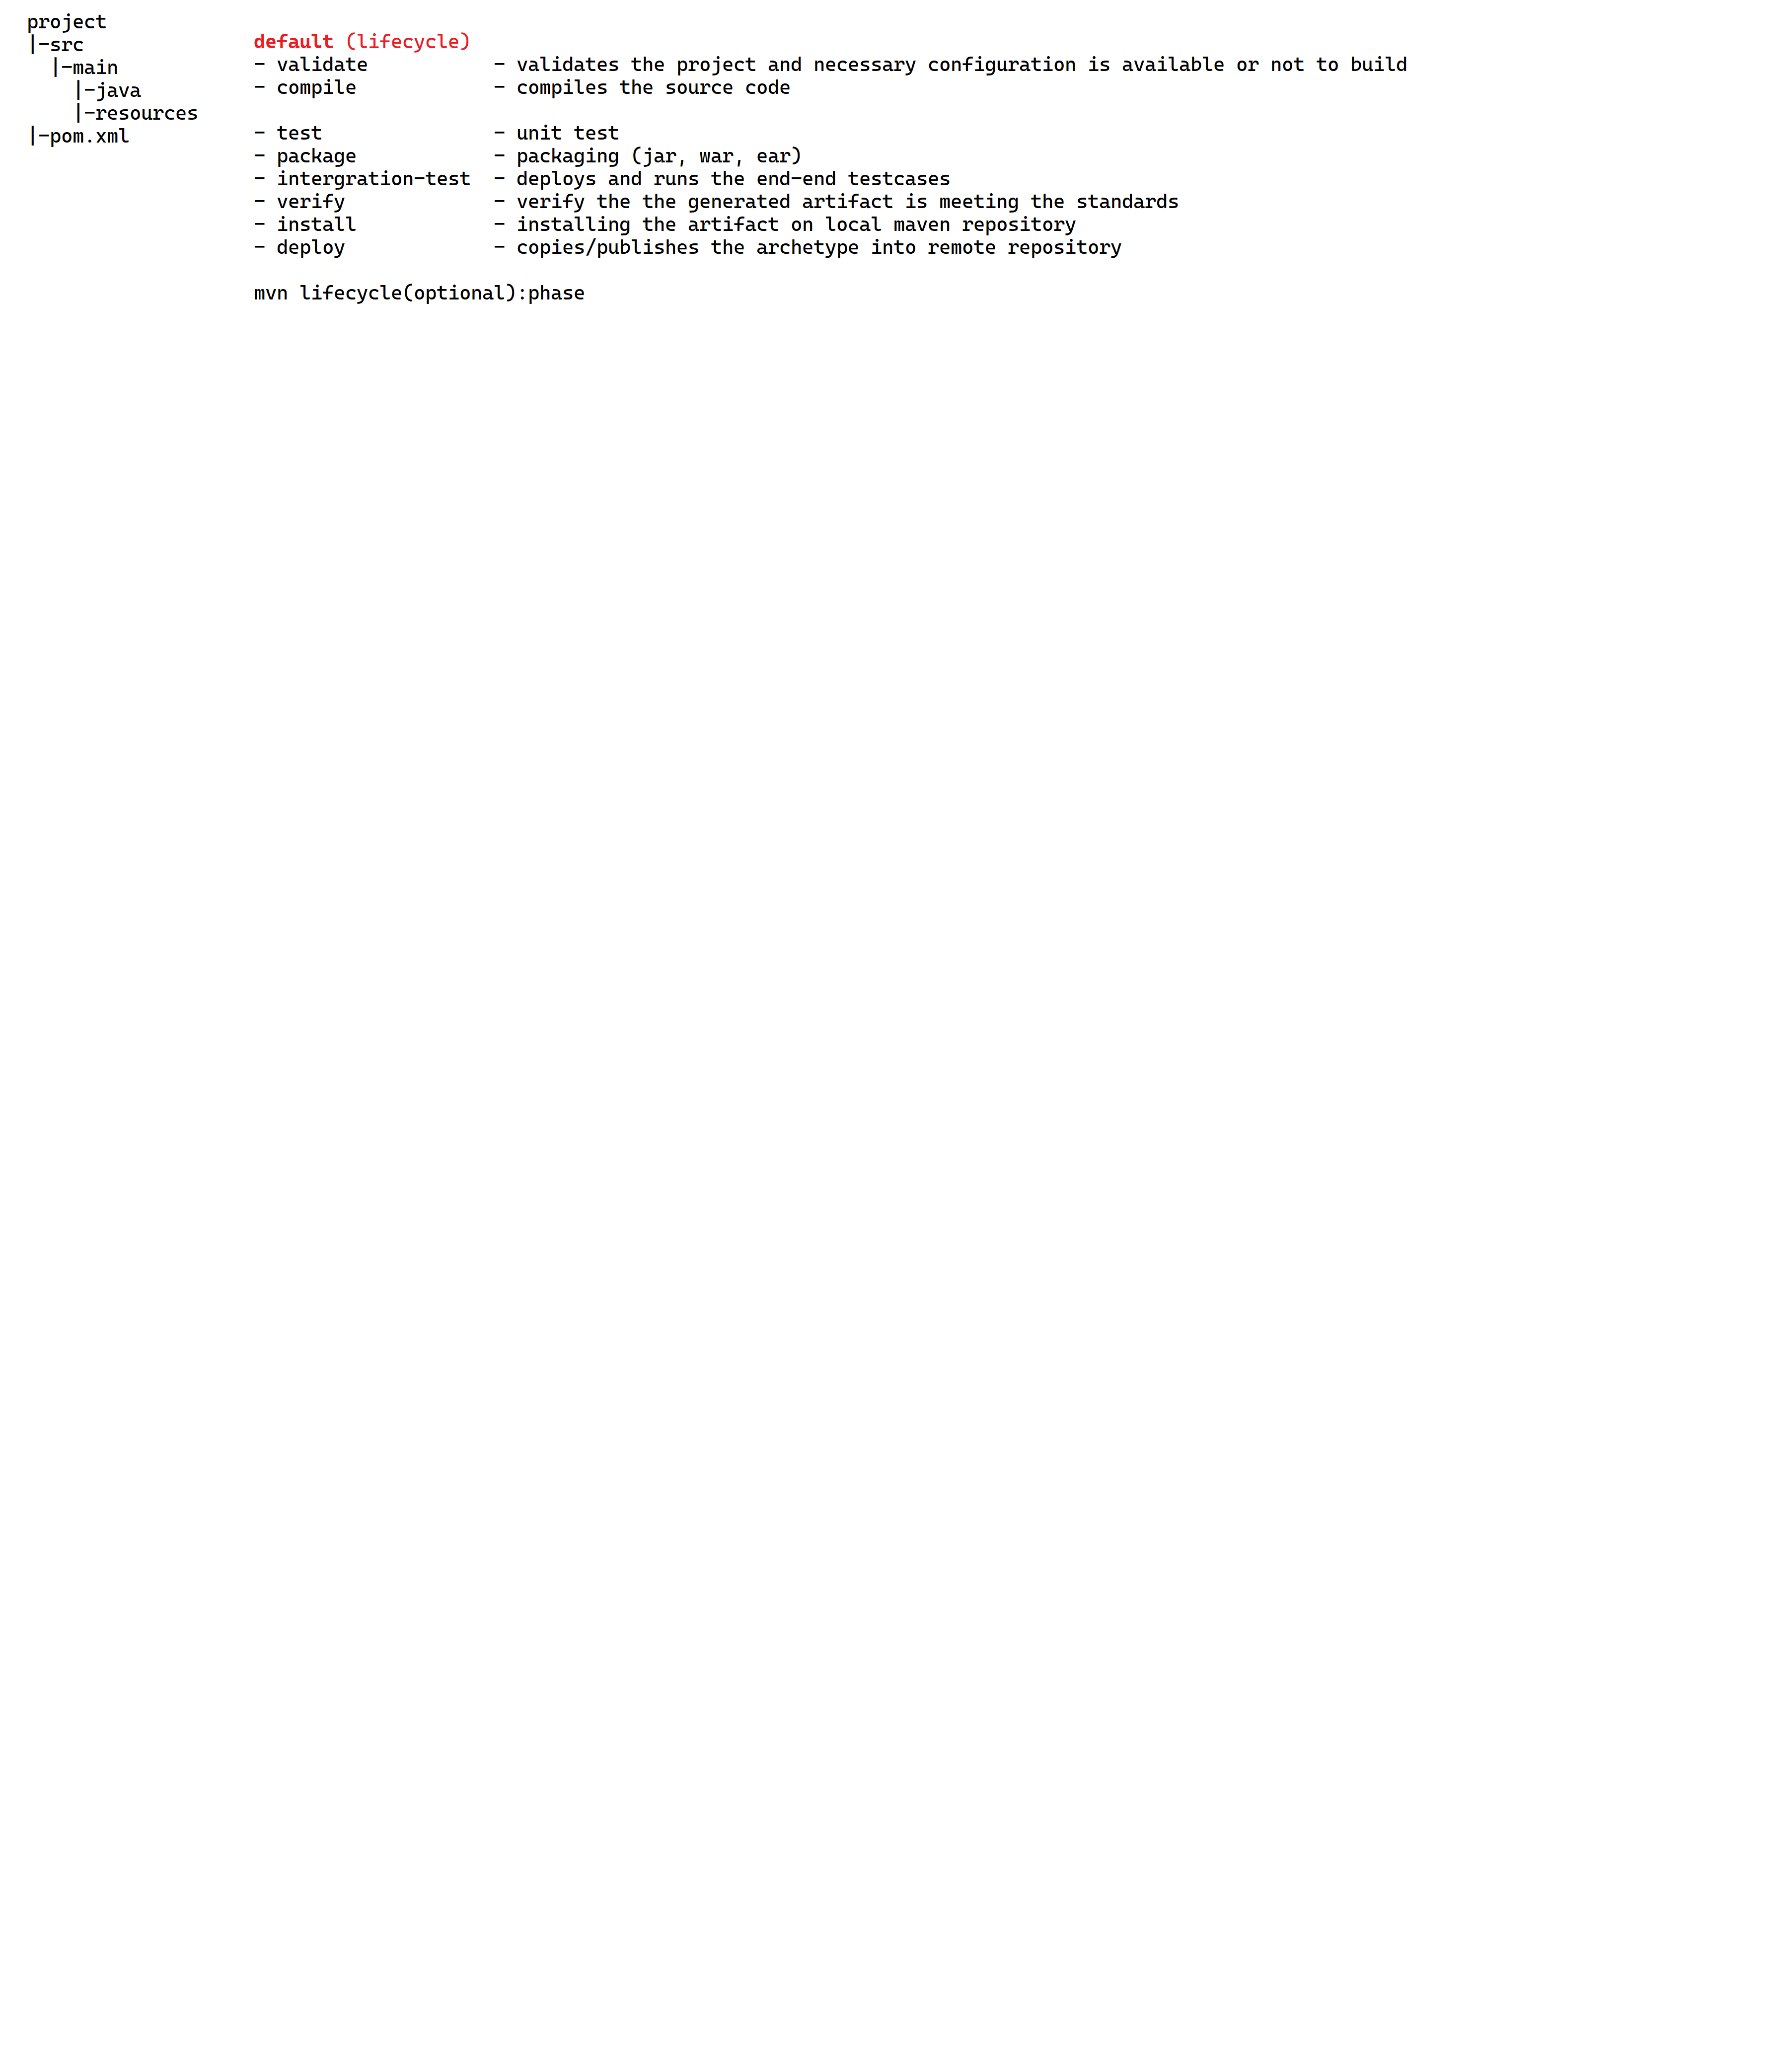 project
|-src
|-main
|-java
|-resources
|-pom.xml
default (lifecycle)
- validate - validates the project and necessary configuration is available or not to build
- compile - compiles the source code
- test - unit test
- package - packaging (jar, war, ear)
- intergration-test - deploys and runs the end-end testcases
- verify - verify the the generated artifact is meeting the standards
- install - installing the artifact on local maven repository
- deploy - copies/publishes the archetype into remote repository
mvn lifecycle(optional):phase